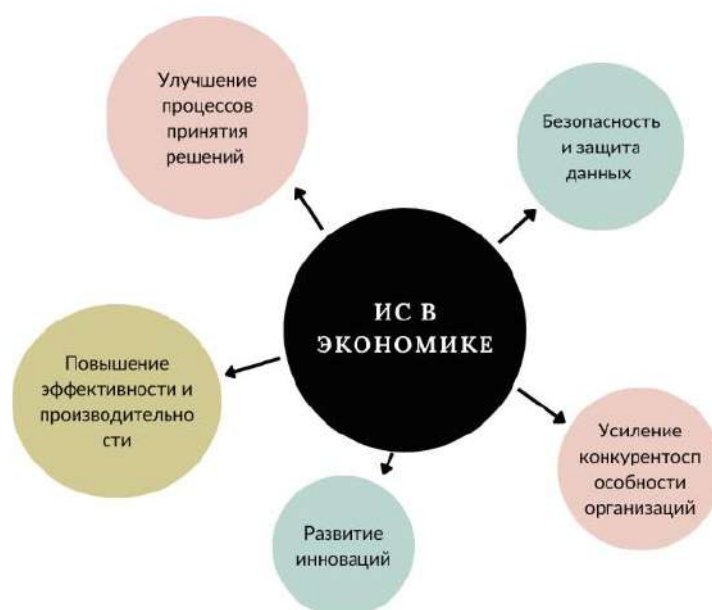 Улучшение
процессов
принятия
решений
Безопасность
и защита
данных
ИС В
ЭКОНОМИКЕ
Повышение
эффективности и
производительно
сти
Усиление
конкурентосп
особности
организаций
Развитие
инноваций